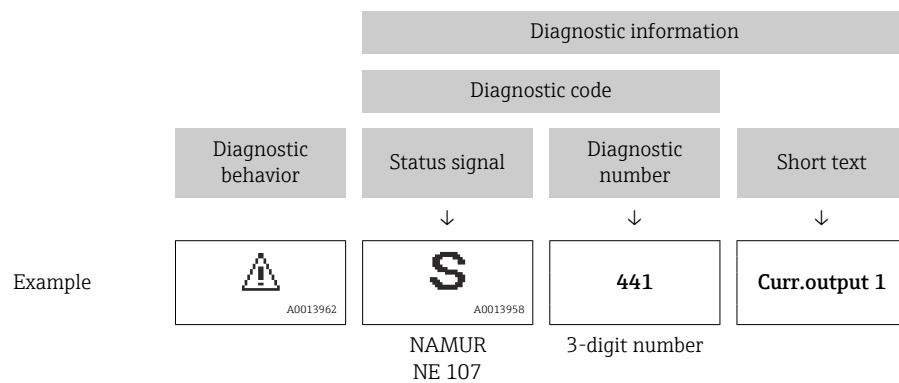 Diagnostic information
Diagnostic code
Diagnostic
behavior
Status signal
Diagnostic
number
Short text
↓ ↓ ↓
Example
A0013962
S
A0013958
441
Curr.output 1
NAMUR
NE 107
3-digit number